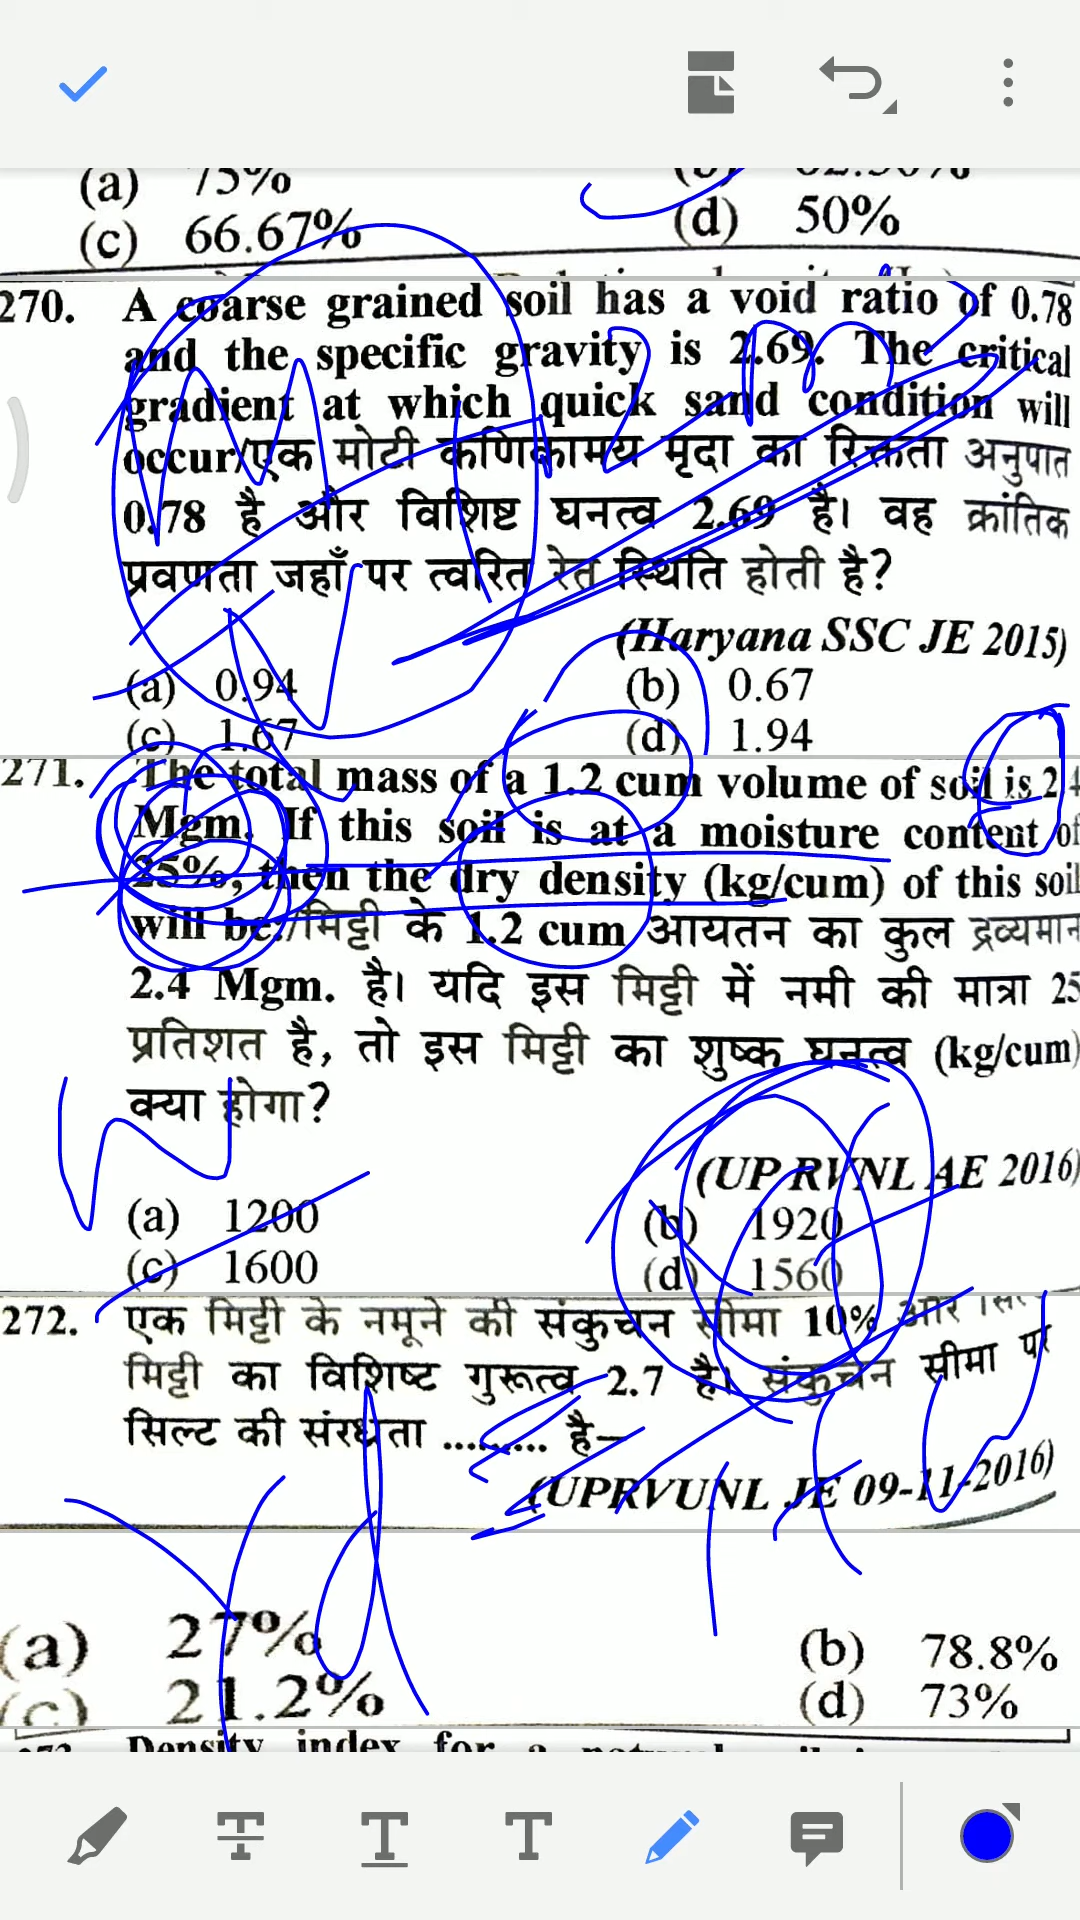 (a) 75%
(c) 66.67% (d) 50%
270. A coarse grained soil has a void ratio of 0.78
and the specific gravity is 2.69. The critical
gradient at which quick sand condition will
occur/एक मोटी कणिकामय मृदा का रिक्तता अनुपात
0.78 है और विशिष्ट घनत्व 2.69 है। वह क्रांतिक
प्रवणता जहाँ पर त्वरित रेत स्थिति होती है?
(Haryana SSC JE 2015)
(a) 0.94 (b) 0.67
(c) 1.67 (d) 1.94
271. The total mass of a 1.2 cum volume of soil is 2.4
Mgm. If this soil is at a moisture content of
25%, then the dry density (kg/cum) of this soil
will be:/मिट्टी के 1.2 cum आयतन का कुल द्रव्यमान
2.4 Mgm. है। यदि इस मिट्टी में नमी की मात्रा 25
प्रतिशत है, तो इस मिट्टी का शुष्क घनत्व (kg/cum)
क्या होगा?
(UP RVNL AE 2016)
(a) 1200 (b) 1920
(c) 1600 (d) 1560
272. एक मिट्टी के नमूने की संकुचन सीमा 10% और
मिट्टी का विशिष्ट गुरूत्व 2.7 है। संकुचन सीमा पर
सिल्ट की संरध्रता ......... है–
(UPRVUNL JE 09-11-2016)
(a) 27% (b) 78.8%
(c) 21.2% (d) 73%
Density index for a